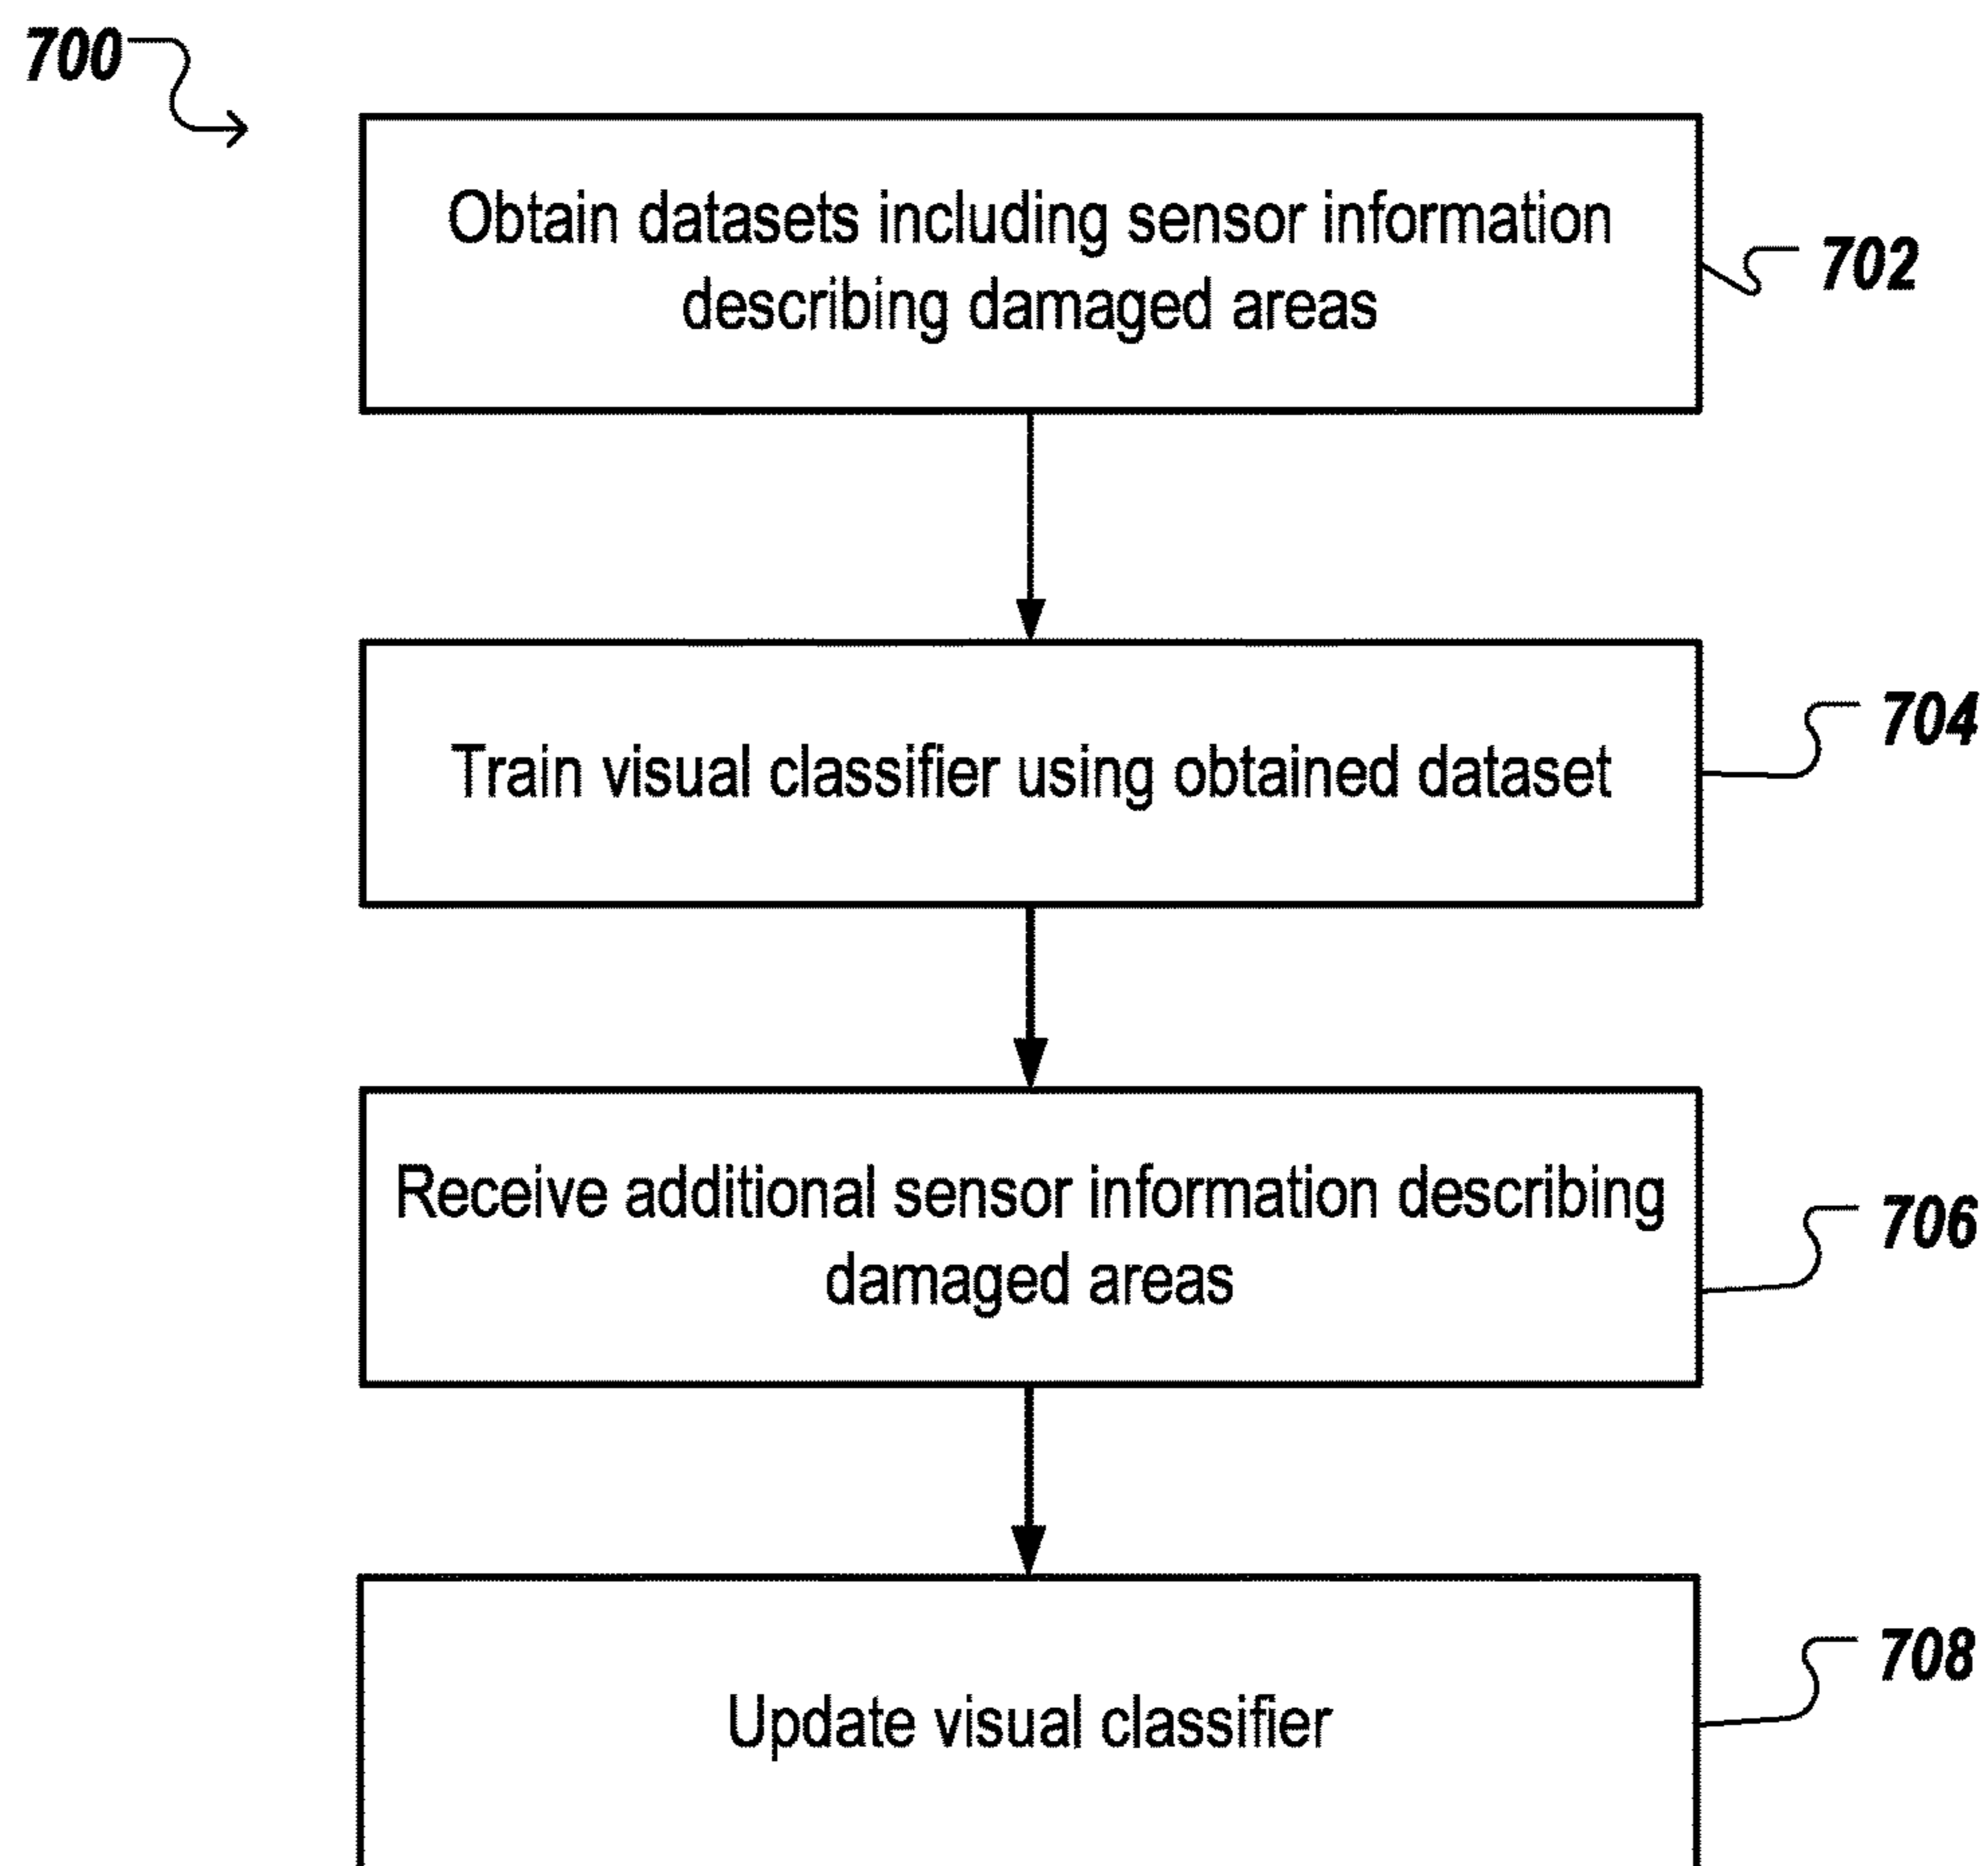 700
Obtain datasets including sensor information
describing damaged areas
702
Train visual classifier using obtained dataset
704
Receive additional sensor information describing
damaged areas
706
Update visual classifier
708